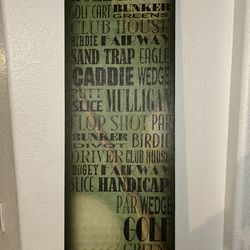 GOLF CART BUNKER
GREENS
CLUB HOUSE
BIRDIE FAIRWAY
SAND TRAP EAGLE
CADDIE WEDGE
PUTT
SLICE MULLIGAN
FLOP SHOT PAR
BUNKER
DIVOT BIRDIE
DRIVER CLUB HOUSE
BOGEY FAIRWAY
SLICE HANDICAP
PAR WEDGE
GOLF
GREENS